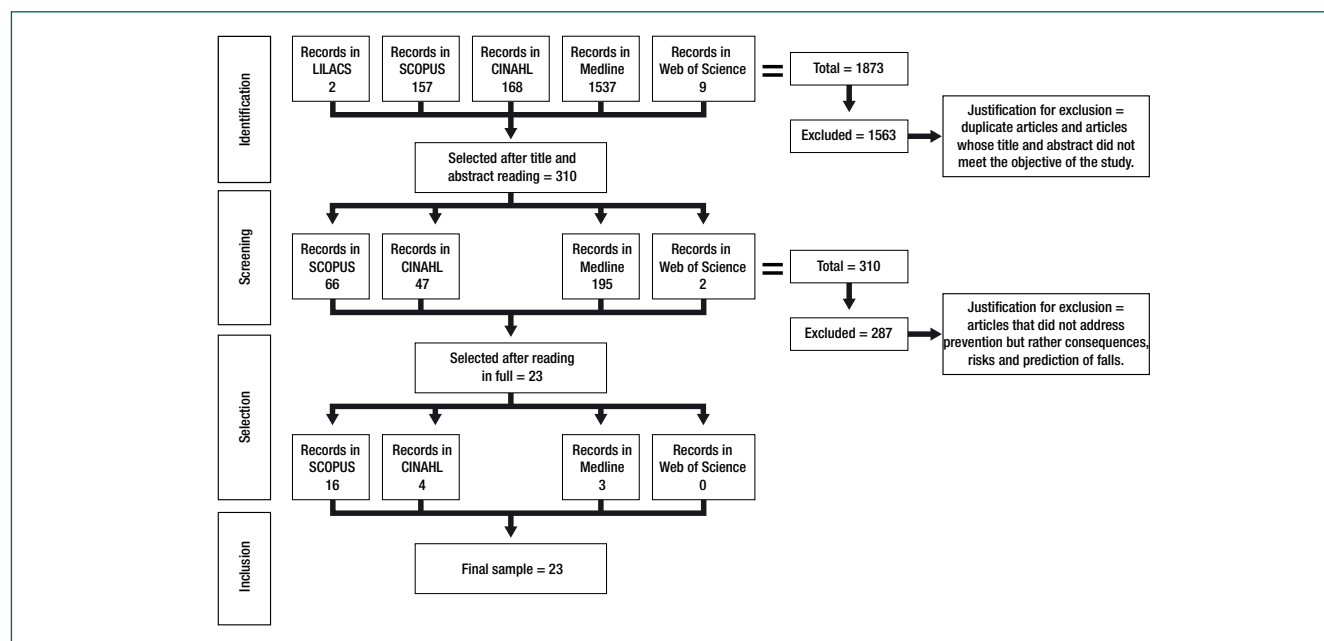 Identification
Records in
LILACS
2
Records in
SCOPUS
157
Records in
CINAHL
168
Records in
Medline
1537
Records in
Web of Science
9
Total = 1873
Excluded = 1563
Justification for exclusion =
duplicate articles and articles
whose title and abstract did not
meet the objective of the study.
Selected after title and
abstract reading = 310
Screening
Records in
SCOPUS
66
Records in
CINAHL
47
Records in
Medline
195
Records in
Web of Science
2
Total = 310
Excluded = 287
Justification for exclusion =
articles that did not address
prevention but rather consequences,
risks and prediction of falls.
Selected after reading
in full = 23
Selection
Records in
SCOPUS
16
Records in
CINAHL
4
Records in
Medline
3
Records in
Web of Science
0
Inclusion
Final sample = 23